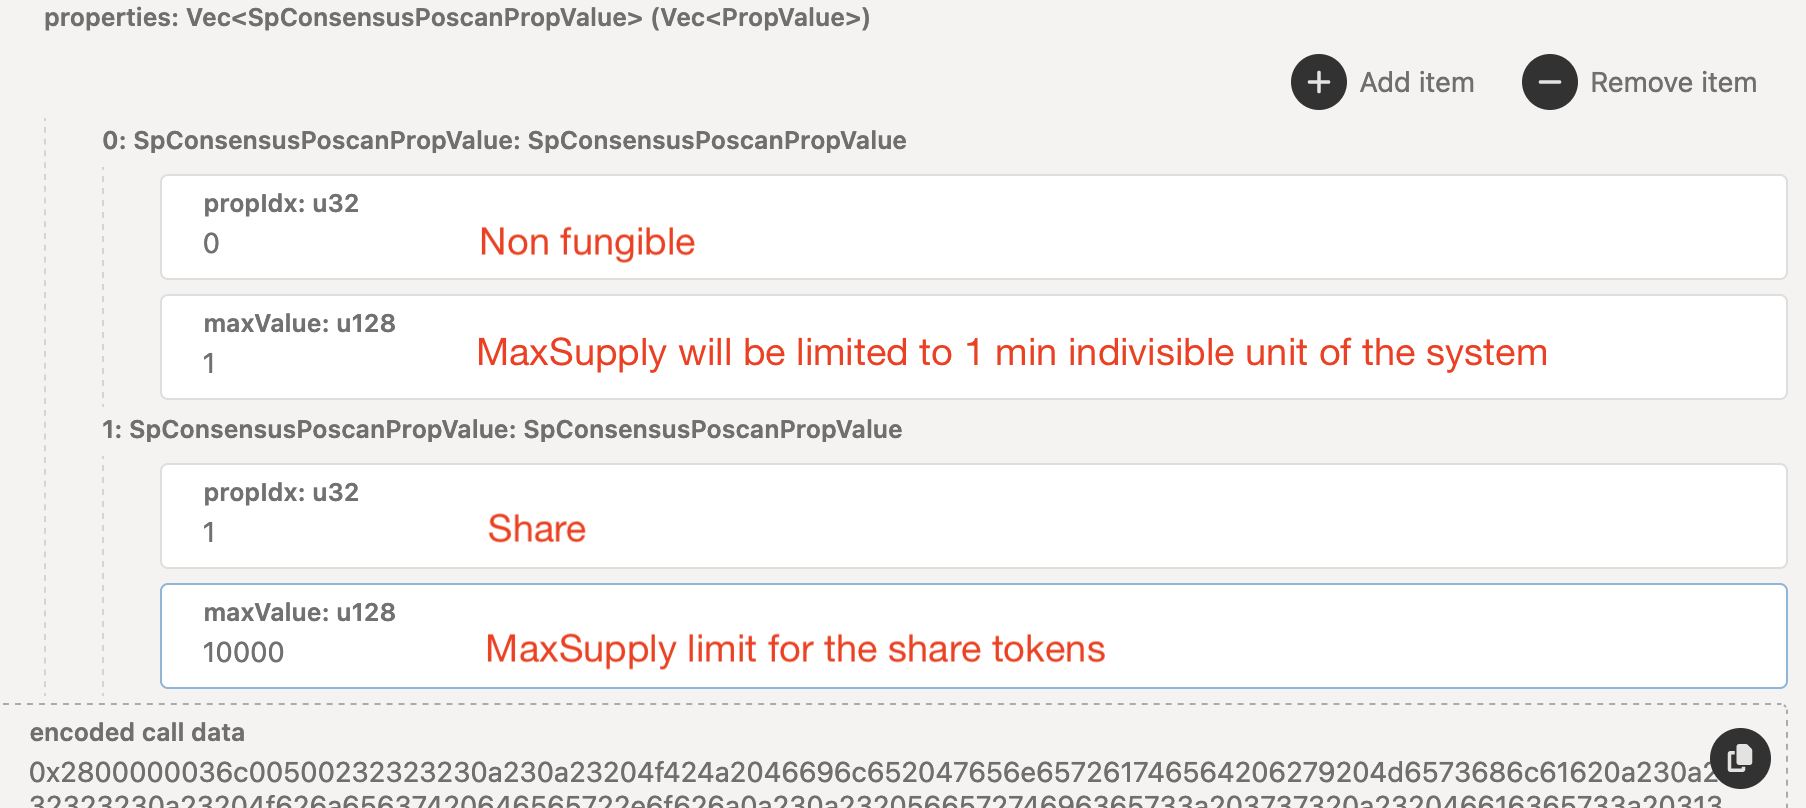 properties: Vec<SpConsensusPoscanPropValue> (Vec<PropValue>)
Add item
Remove item
0: SpConsensusPoscanPropValue: SpConsensusPoscanPropValue
propIdx: u32
0
Non fungible
maxValue: u128
1
MaxSupply will be limited to 1 min indivisible unit of the system
1: SpConsensusPoscanPropValue: SpConsensusPoscanPropValue
propIdx: u32
1
Share
maxValue: u128
10000
MaxSupply limit for the share tokens
encoded call data
0x2800000036c00500232323230a230a23204f424a2046696c652047656e657261746564206279204d6573686c61620a230a2